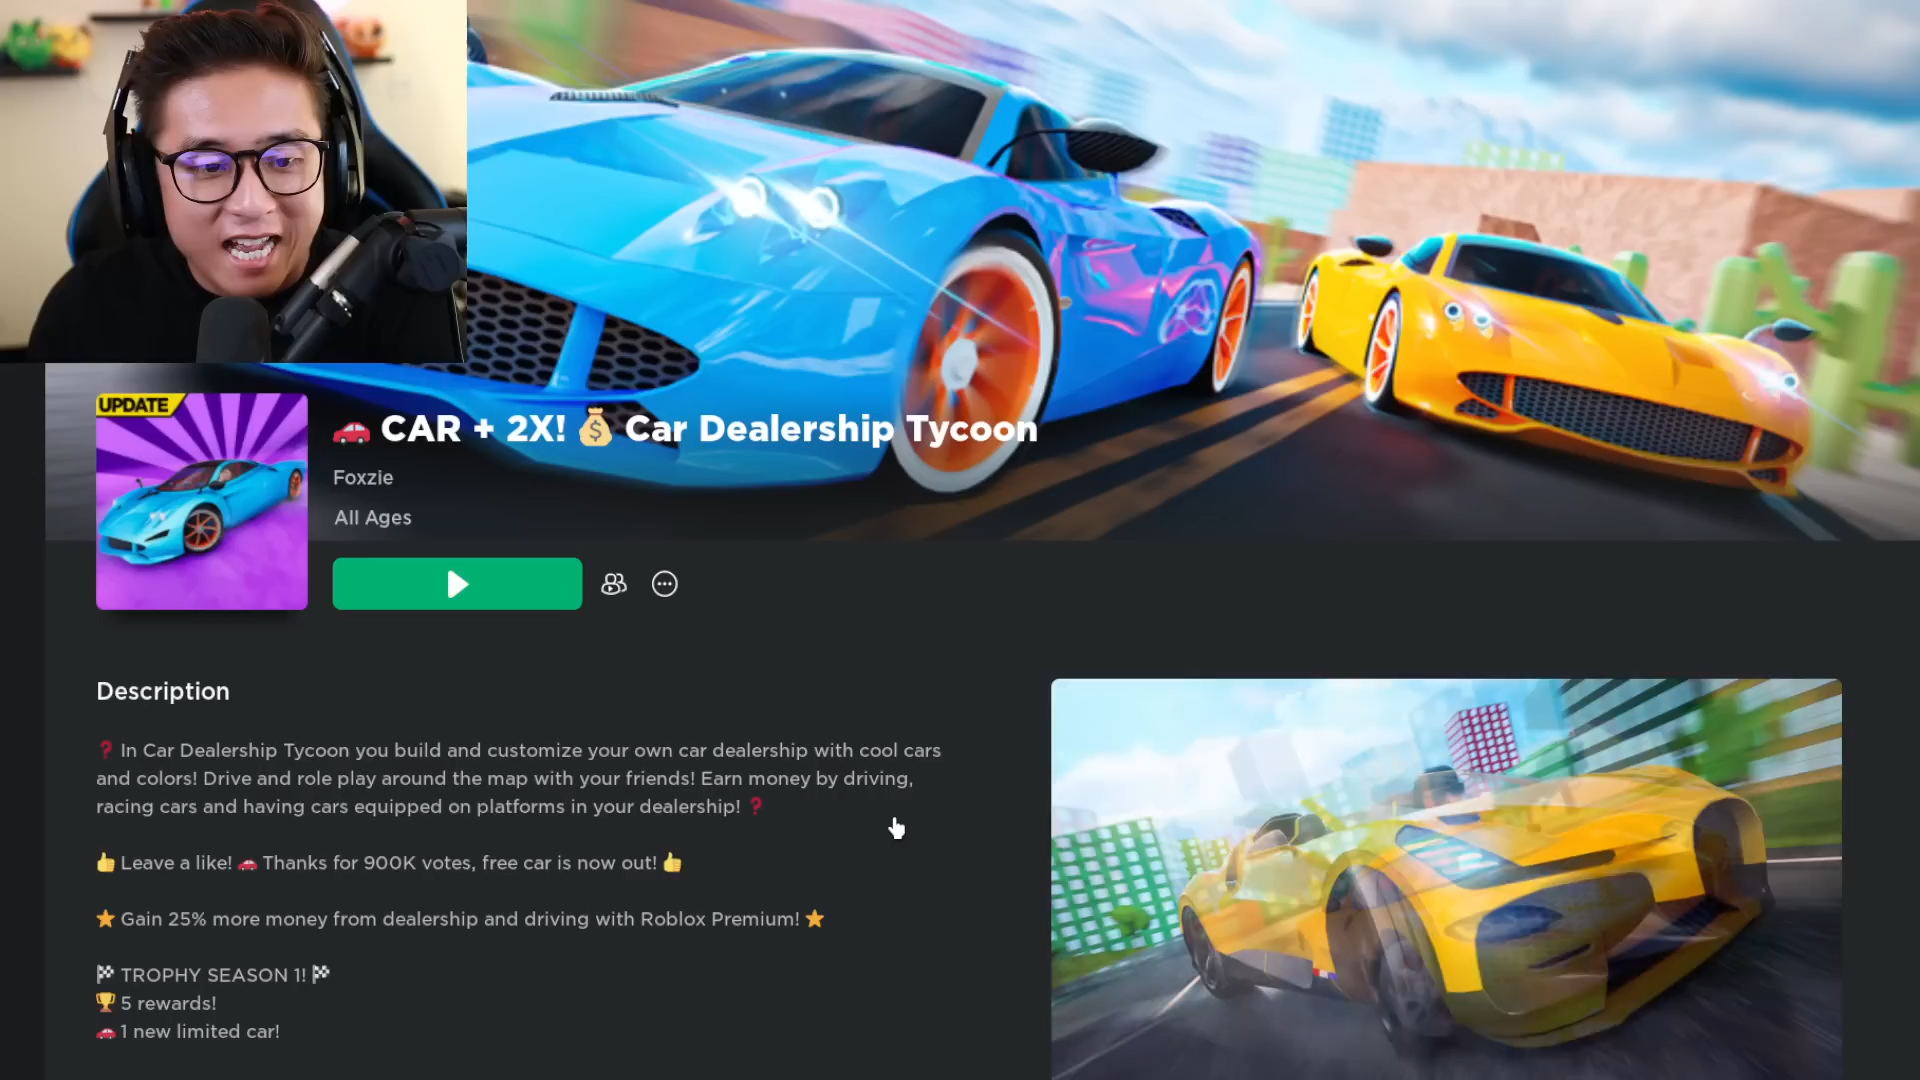 UPDATE
🚗 CAR + 2X! 💰 Car Dealership Tycoon
Foxzie
All Ages
Description
❓ In Car Dealership Tycoon you build and customize your own car dealership with cool cars
and colors! Drive and role play around the map with your friends! Earn money by driving,
racing cars and having cars equipped on platforms in your dealership! ❓
👍 Leave a like! 🚗 Thanks for 900K votes, free car is now out! 👍
⭐ Gain 25% more money from dealership and driving with Roblox Premium! ⭐
🏁 TROPHY SEASON 1! 🏁
🏆 5 rewards!
🚗 1 new limited car!